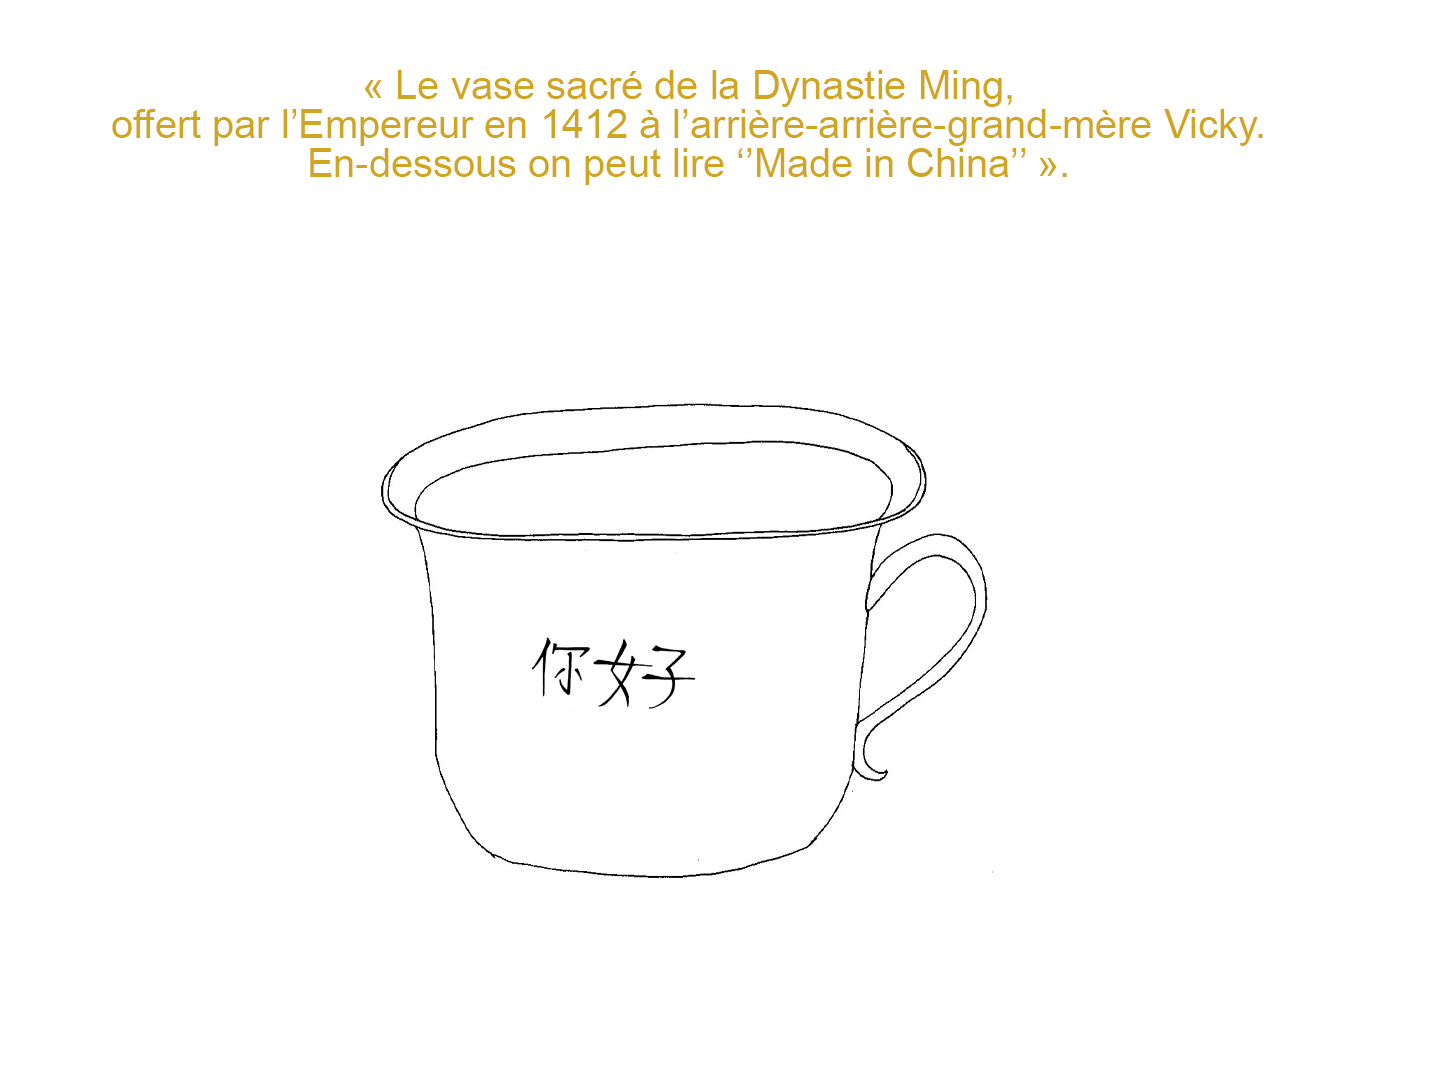 « Le vase sacré de la Dynastie Ming,
offert par l’Empereur en 1412 à l’arrière-arrière-grand-mère Vicky.
En-dessous on peut lire ‘’Made in China’’ ».
你好